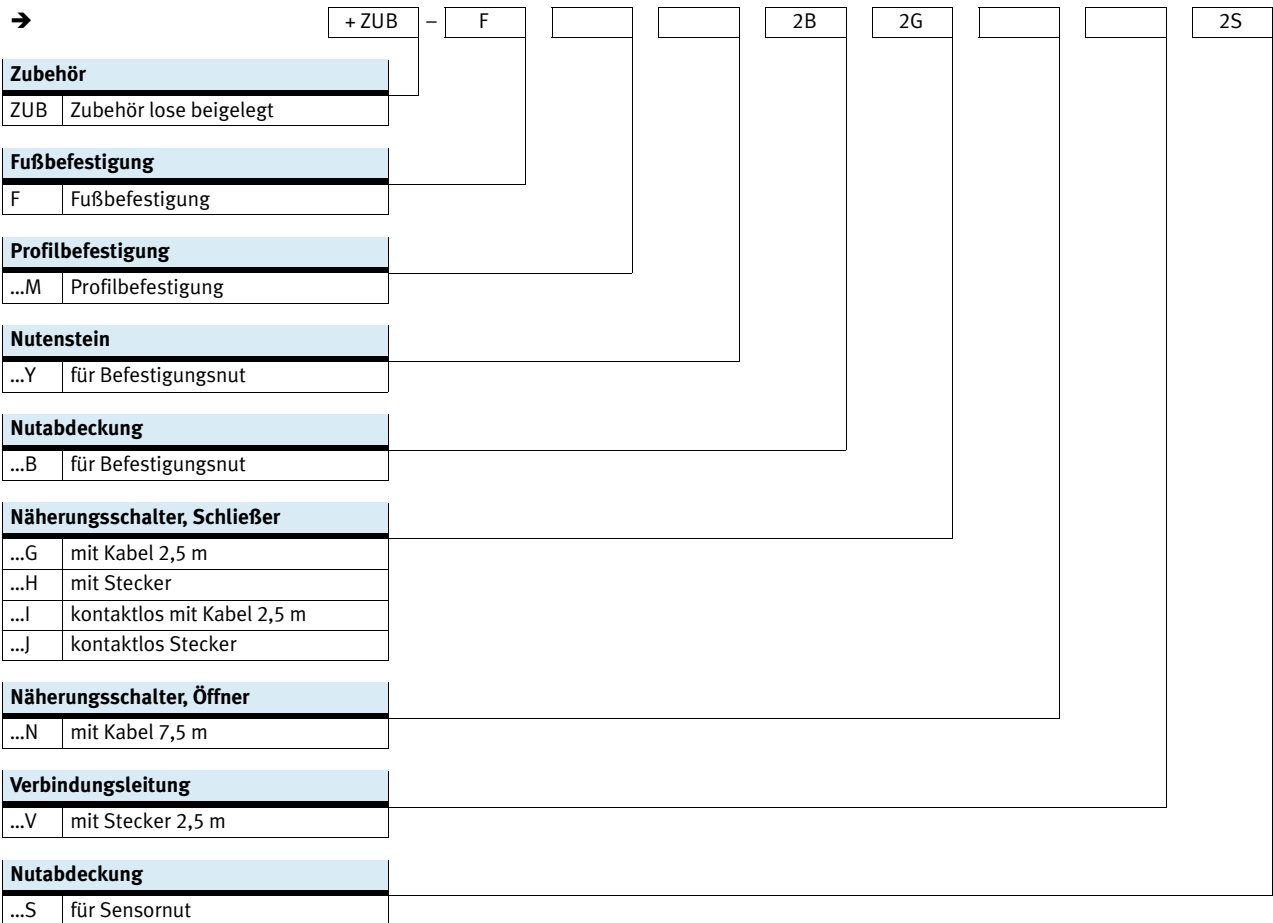 ➔ + ZUB – F 2B 2G 2S
Zubehör
ZUB Zubehör lose beigelegt
Fußbefestigung
F Fußbefestigung
Profilbefestigung
...M Profilbefestigung
Nutenstein
...Y für Befestigungsnut
Nutabdeckung
...B für Befestigungsnut
Näherungsschalter, Schließer
...G mit Kabel 2,5 m
...H mit Stecker
...I kontaktlos mit Kabel 2,5 m
...J kontaktlos Stecker
Näherungsschalter, Öffner
...N mit Kabel 7,5 m
Verbindungsleitung
...V mit Stecker 2,5 m
Nutabdeckung
...S für Sensornut